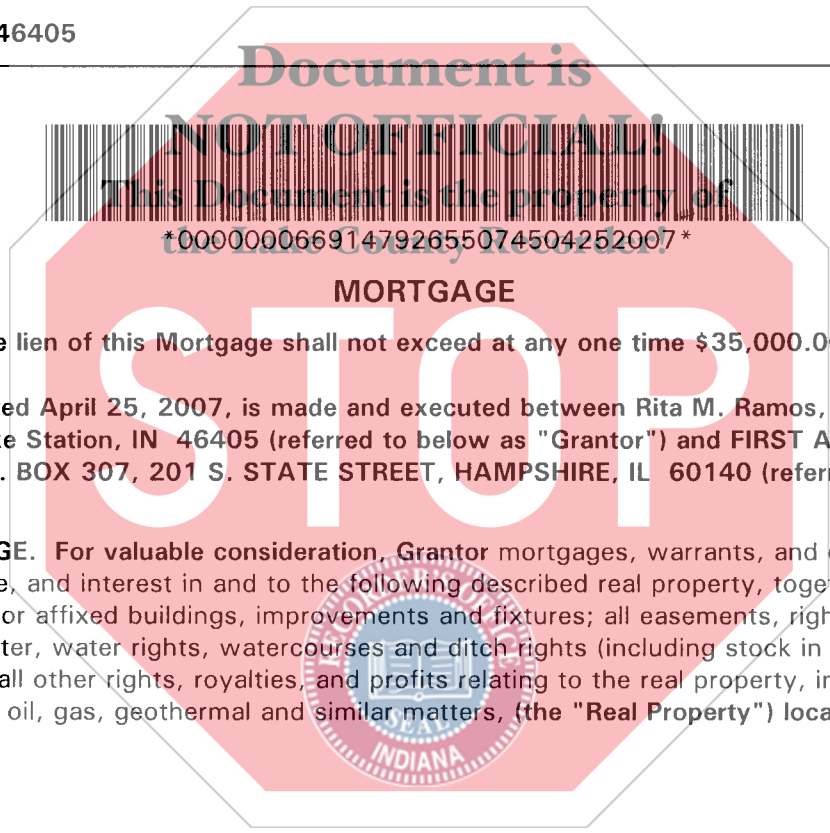 46405
Document is
NOT OFFICIAL!
This Document is the property of
the Lake County Recorder!
*000000066914792655074504252007*
MORTGAGE
e lien of this Mortgage shall not exceed at any one time $35,000.0
ed April 25, 2007, is made and executed between Rita M. Ramos,
e Station, IN 46405 (referred to below as "Grantor") and FIRST A
. BOX 307, 201 S. STATE STREET, HAMPSHIRE, IL 60140 (refer
STOP
GE. For valuable consideration, Grantor mortgages, warrants, and
e, and interest in and to the following described real property, toge
or affixed buildings, improvements and fixtures; all easements, righ
ter, water rights, watercourses and ditch rights (including stock in
all other rights, royalties, and profits relating to the real property, in
oil, gas, geothermal and similar matters, (the "Real Property") loca
SEAL
INDIANA